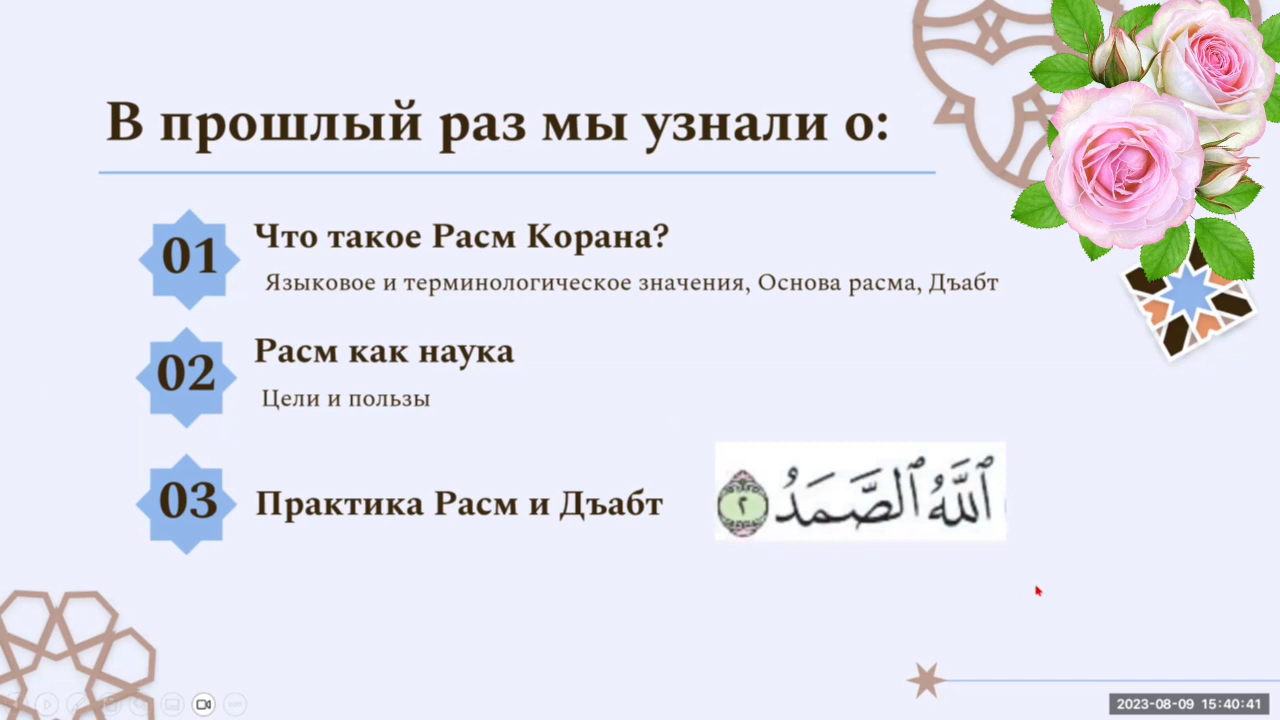 В прошлый раз мы узнали о:
01
Что такое Расм Корана?
Языковое и терминологическое значения, Основа расма, Дъабт
02
Расм как наука
Цели и пользы
03
Практика Расм и Дъабт
ٱللَّهُ ٱلصَّمَدُ ٢
2023-08-09 15:40:41